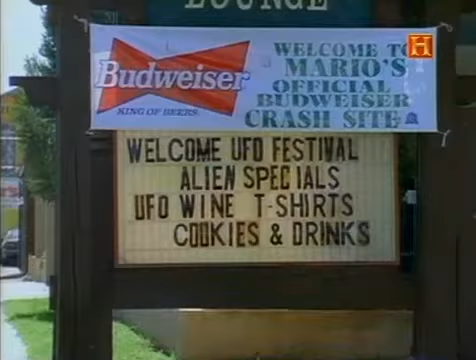 LOUNGE
Budweiser
KING OF BEERS.
WELCOME TO
MARIO'S
OFFICIAL
BUDWEISER
CRASH SITE
H
WELCOME UFO FESTIVAL
ALIEN SPECIALS
UFO WINE T-SHIRTS
COOKIES & DRINKS